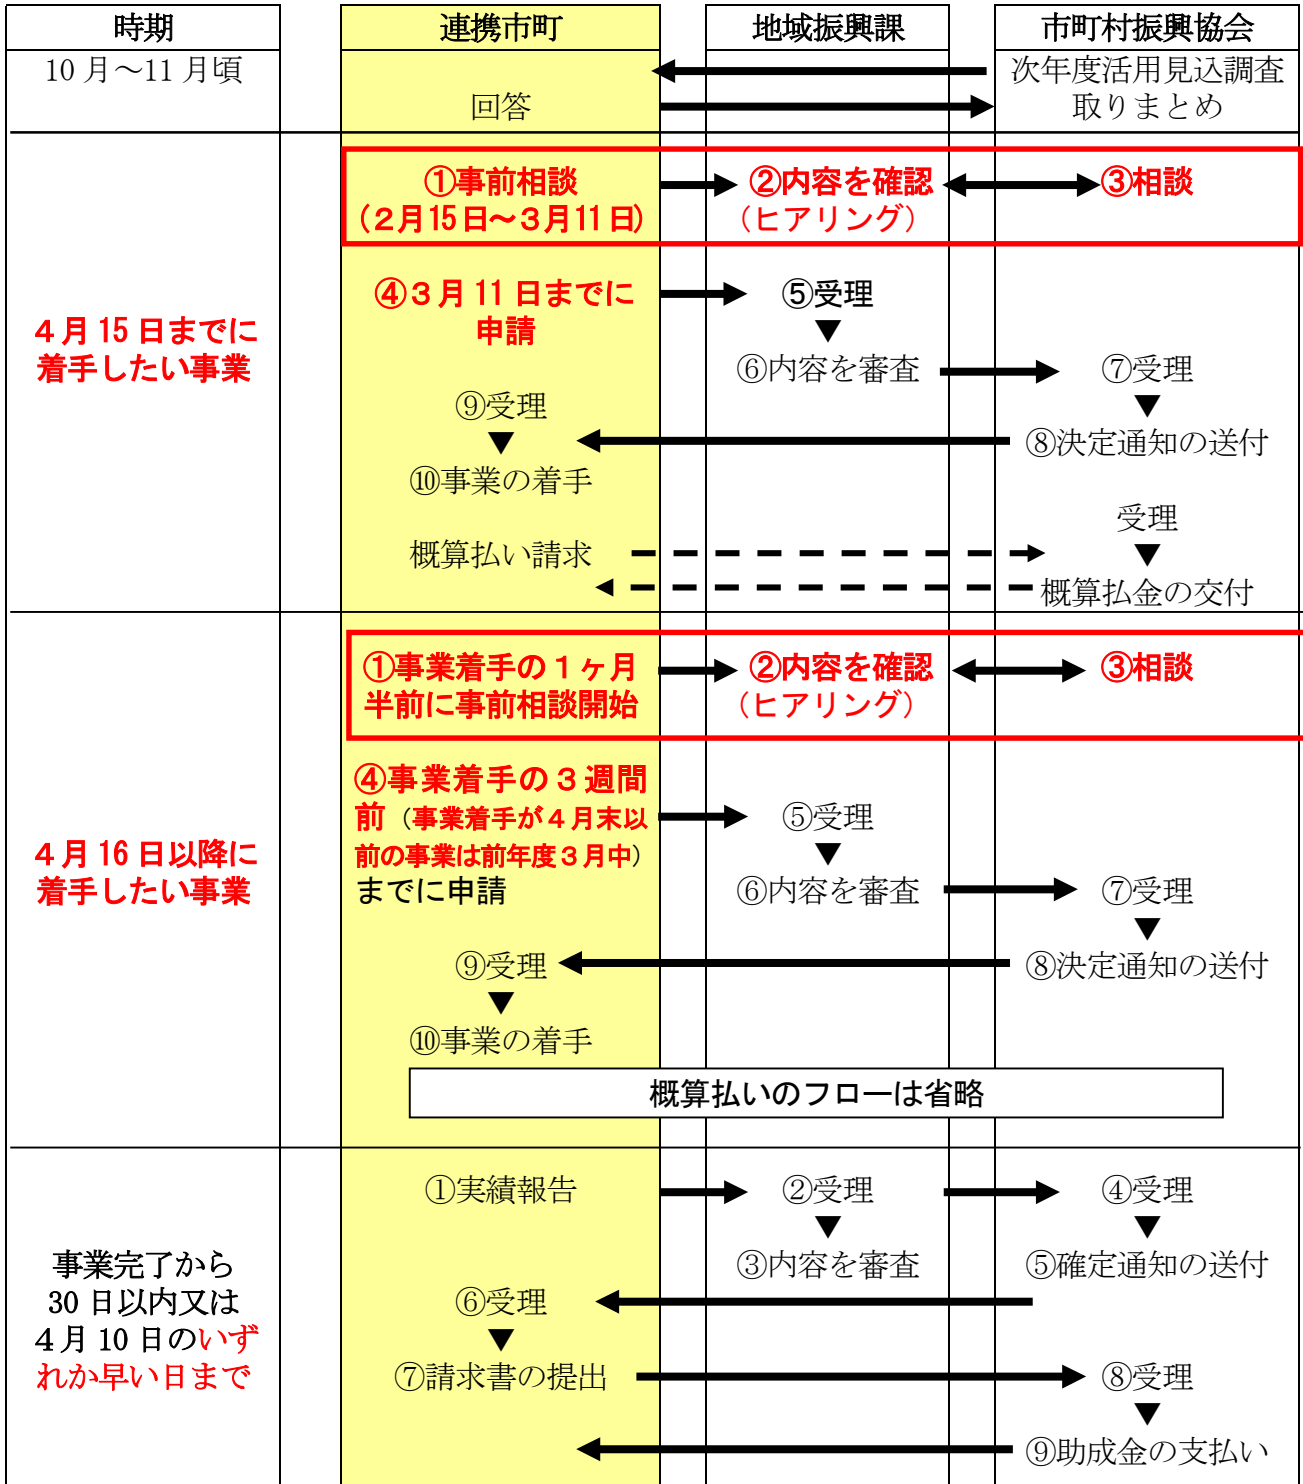 時期
連携市町
地域振興課
市町村振興協会
10月～11月頃
次年度活用見込調査
回答
取りまとめ
①事前相談
（２月15日～３月11日）
②内容を確認
（ヒアリング）
③相談
４月15日までに
着手したい事業
④３月11日までに
申請
⑤受理
▼
⑥内容を審査
⑦受理
▼
⑧決定通知の送付
⑨受理
▼
⑩事業の着手
概算払い請求
受理
▼
概算払金の交付
①事業着手の１ヶ月
半前に事前相談開始
②内容を確認
（ヒアリング）
③相談
４月16日以降に
着手したい事業
④事業着手の３週間
前（事業着手が４月末以
前の事業は前年度３月中）
までに申請
⑤受理
▼
⑥内容を審査
⑦受理
▼
⑧決定通知の送付
⑨受理
▼
⑩事業の着手
概算払いのフローは省略
事業完了から
30日以内又は
４月10日のいず
れか早い日まで
①実績報告
②受理
▼
③内容を審査
④受理
▼
⑤確定通知の送付
⑥受理
▼
⑦請求書の提出
⑧受理
▼
⑨助成金の支払い